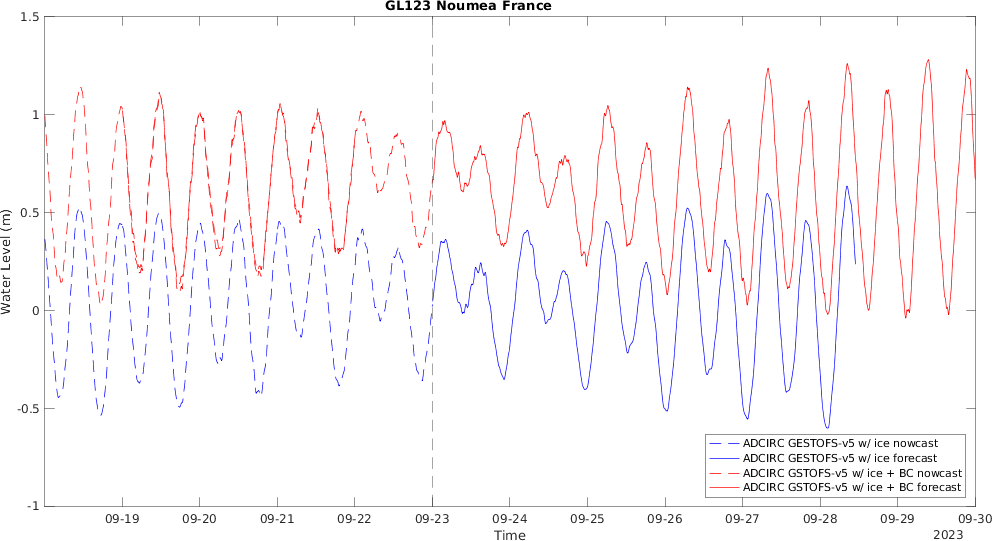 GL123 Noumea France
1.5
1
0.5
0
-0.5
-1
Water Level (m)
09-19 09-20 09-21 09-22 09-23 09-24 09-25 09-26 09-27 09-28 09-29 09-30
Time
2023
ADCIRC GESTOFS-v5 w/ ice nowcast
ADCIRC GESTOFS-v5 w/ ice forecast
ADCIRC GSTOFS-v5 w/ ice + BC nowcast
ADCIRC GSTOFS-v5 w/ ice + BC forecast